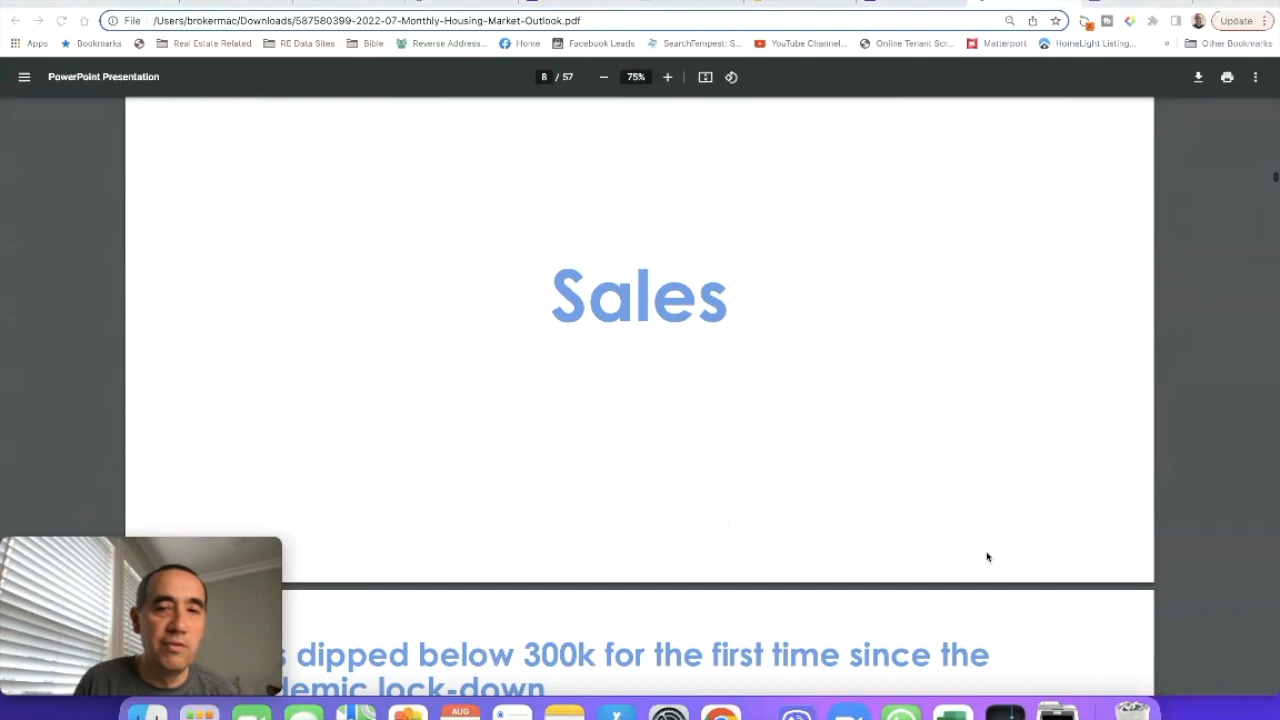 File | /Users/brokermac/Downloads/587580399-2022-07-Monthly-Housing-Market-Outlook.pdf
Update
Apps Bookmarks Real Estate Related RE Data Sites Bible Reverse Address... Home Facebook Leads SearchTempest: S... YouTube Channel... Online Tenant Scr... Matterport HomeLight Listing... » Other Bookmarks
PowerPoint Presentation 8 / 57 − 75% +
Sales
dipped below 300k for the first time since the
lock-down
AUG